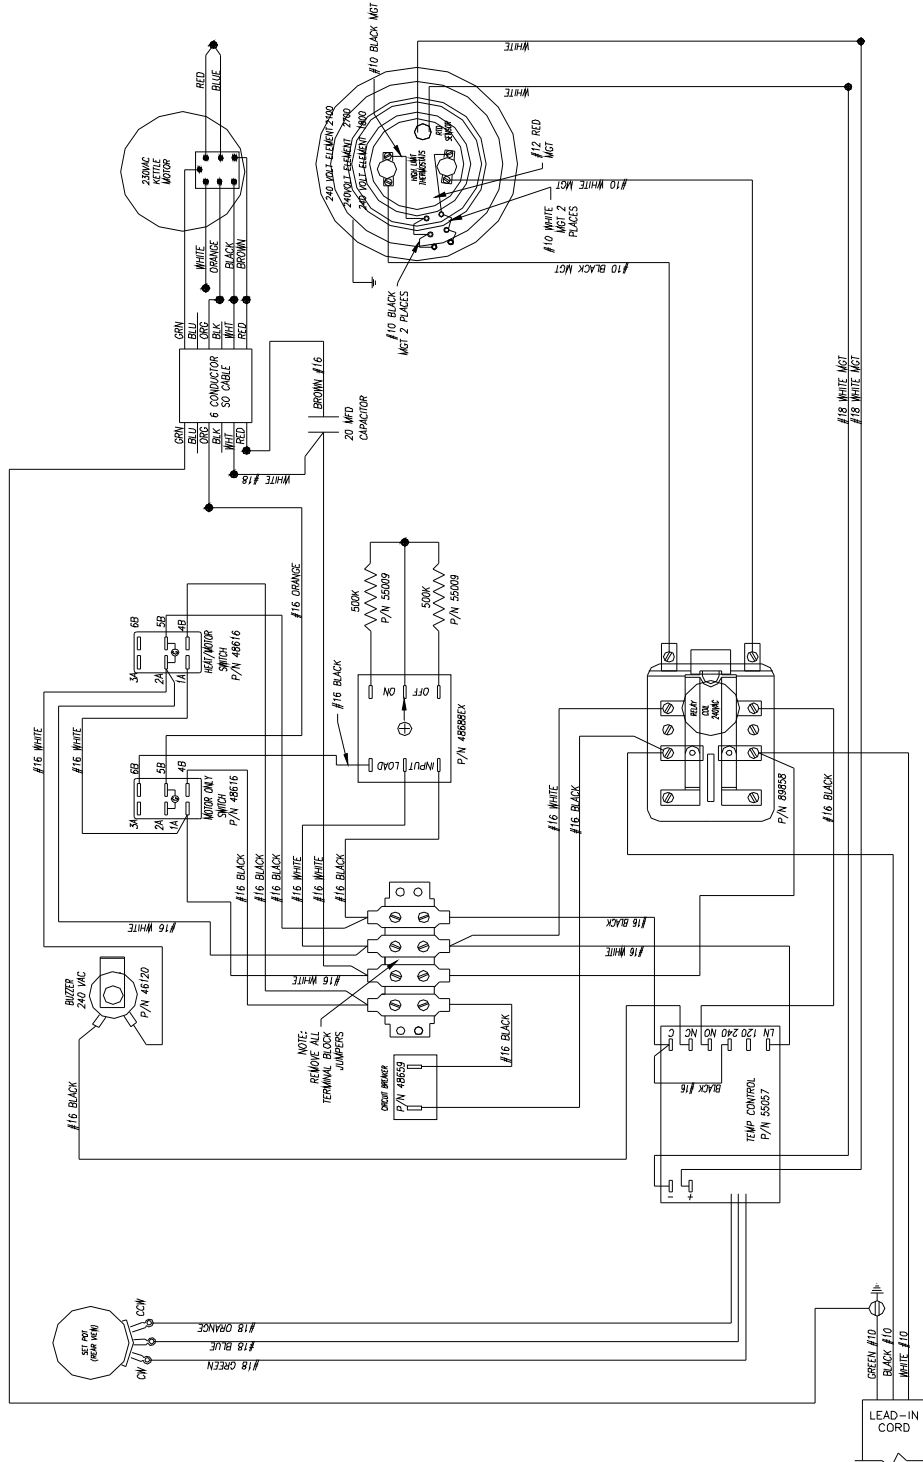 RED
BLUE
230VAC
KETTLE
MOTOR
WHITE
ORANGE
BLACK
BROWN
GRN
BLU
ORG
BLK
WHT
RED
6 CONDUCTOR
SO CABLE
GRN
BLU
ORG
BLK
WHT
RED
BROWN #16
20 MFD
CAPACITOR
WHITE #18
#10 BLACK MGT
WHITE
WHITE
240 VOLT ELEMENT 2100
240VOLT ELEMENT 2700
240 VOLT ELEMENT 1800
HIGH LIMIT
THERMOSTATS
RTD
SENSOR
#12 RED
MGT
#10 WHITE
MGT 2
PLACES
#10 WHITE MGT
#10 BLACK MGT
#10 BLACK
MGT 2 PLACES
#18 WHITE MGT
#18 WHITE MGT
#16 ORANGE
6B
5B
4B
3A
2A
1A
HEAT/MOTOR
SWITCH
P/N 48616
#16 WHITE
#16 WHITE
6B
5B
4B
3A
2A
1A
MOTOR ONLY
SWITCH
P/N 48616
#16 BLACK
500K
P/N 55009
500K
P/N 55009
ON
OFF
LOAD
INPUT
P/N 48688EX
RELAY
COIL
240VAC
P/N 89858
#16 WHITE
#16 BLACK
#16 BLACK
#16 BLACK
#16 BLACK
#16 BLACK
#16 WHITE
#16 WHITE
#16 BLACK
#16 WHITE
#16 WHITE
#16 BLACK
#16 WHITE
BUZZER
240 VAC
P/N 46120
NOTE:
REMOVE ALL
TERMINAL BLOCK
JUMPERS
#16 BLACK
CIRCUIT BREAKER
P/N 48659
#16 BLACK
C
NC
NO
240
120
LN
BLACK #16
TEMP CONTROL
P/N 55057
-
+
SET POT
(REAR VIEW)
CCW
CW
#18 ORANGE
#18 BLUE
#18 GREEN
GREEN #10
BLACK #10
WHITE #10
LEAD-IN
CORD